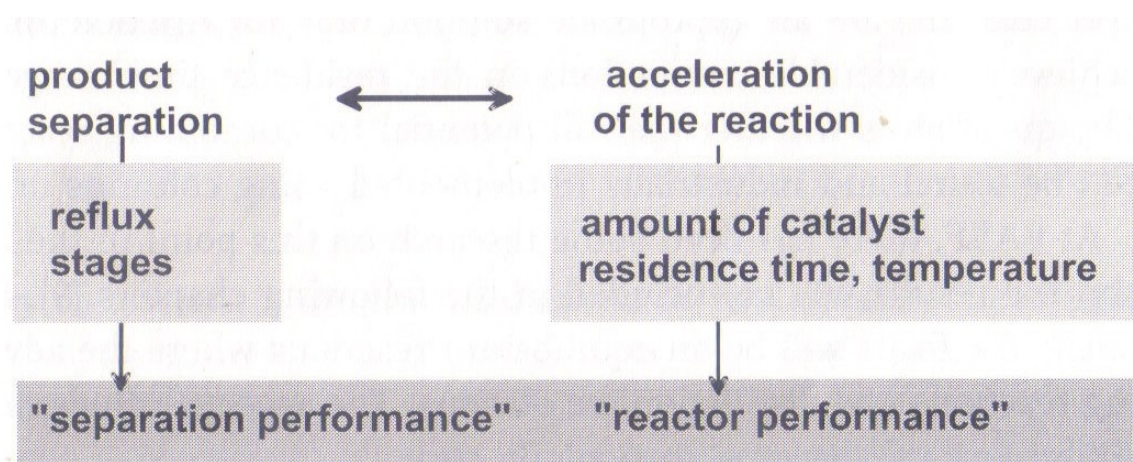 product
separation
acceleration
of the reaction
reflux
stages
amount of catalyst
residence time, temperature
"separation performance" "reactor performance"